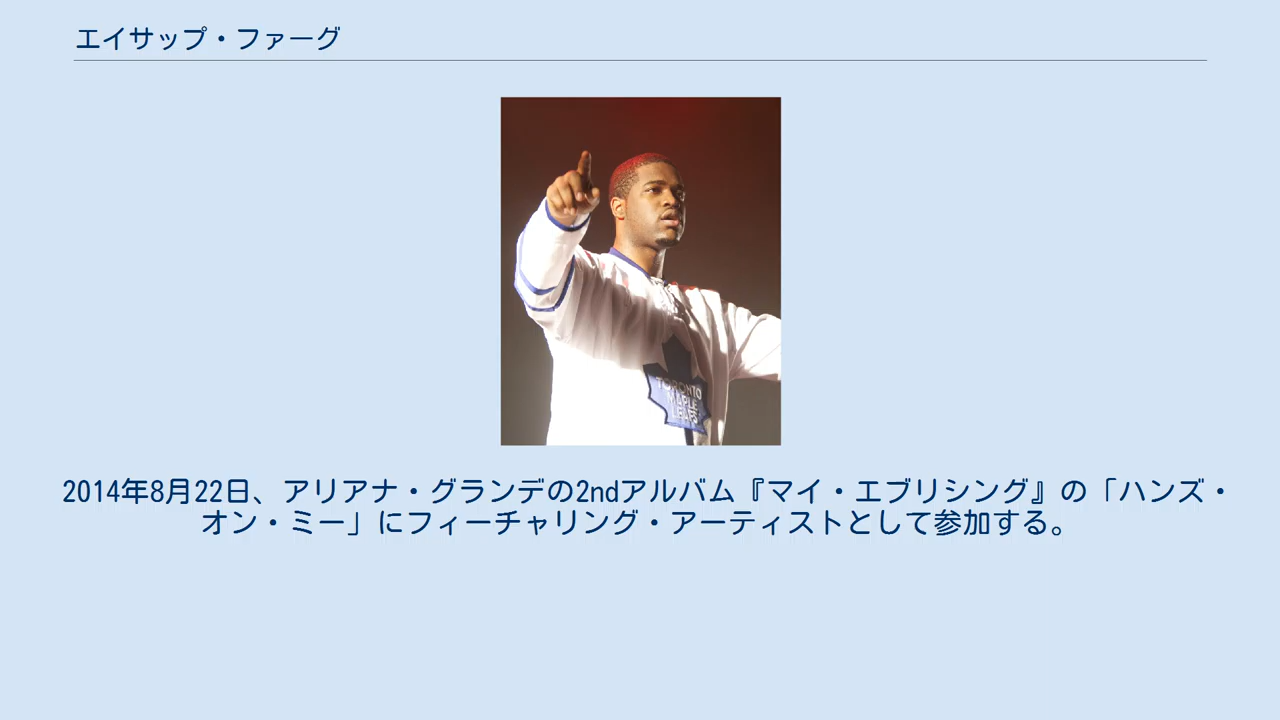 エイサップ・ファーグ
TORONTO
MAPLE
LEAFS
2014年8月22日、アリアナ・グランデの2ndアルバム『マイ・エブリシング』の「ハンズ・
オン・ミー」にフィーチャリング・アーティストとして参加する。